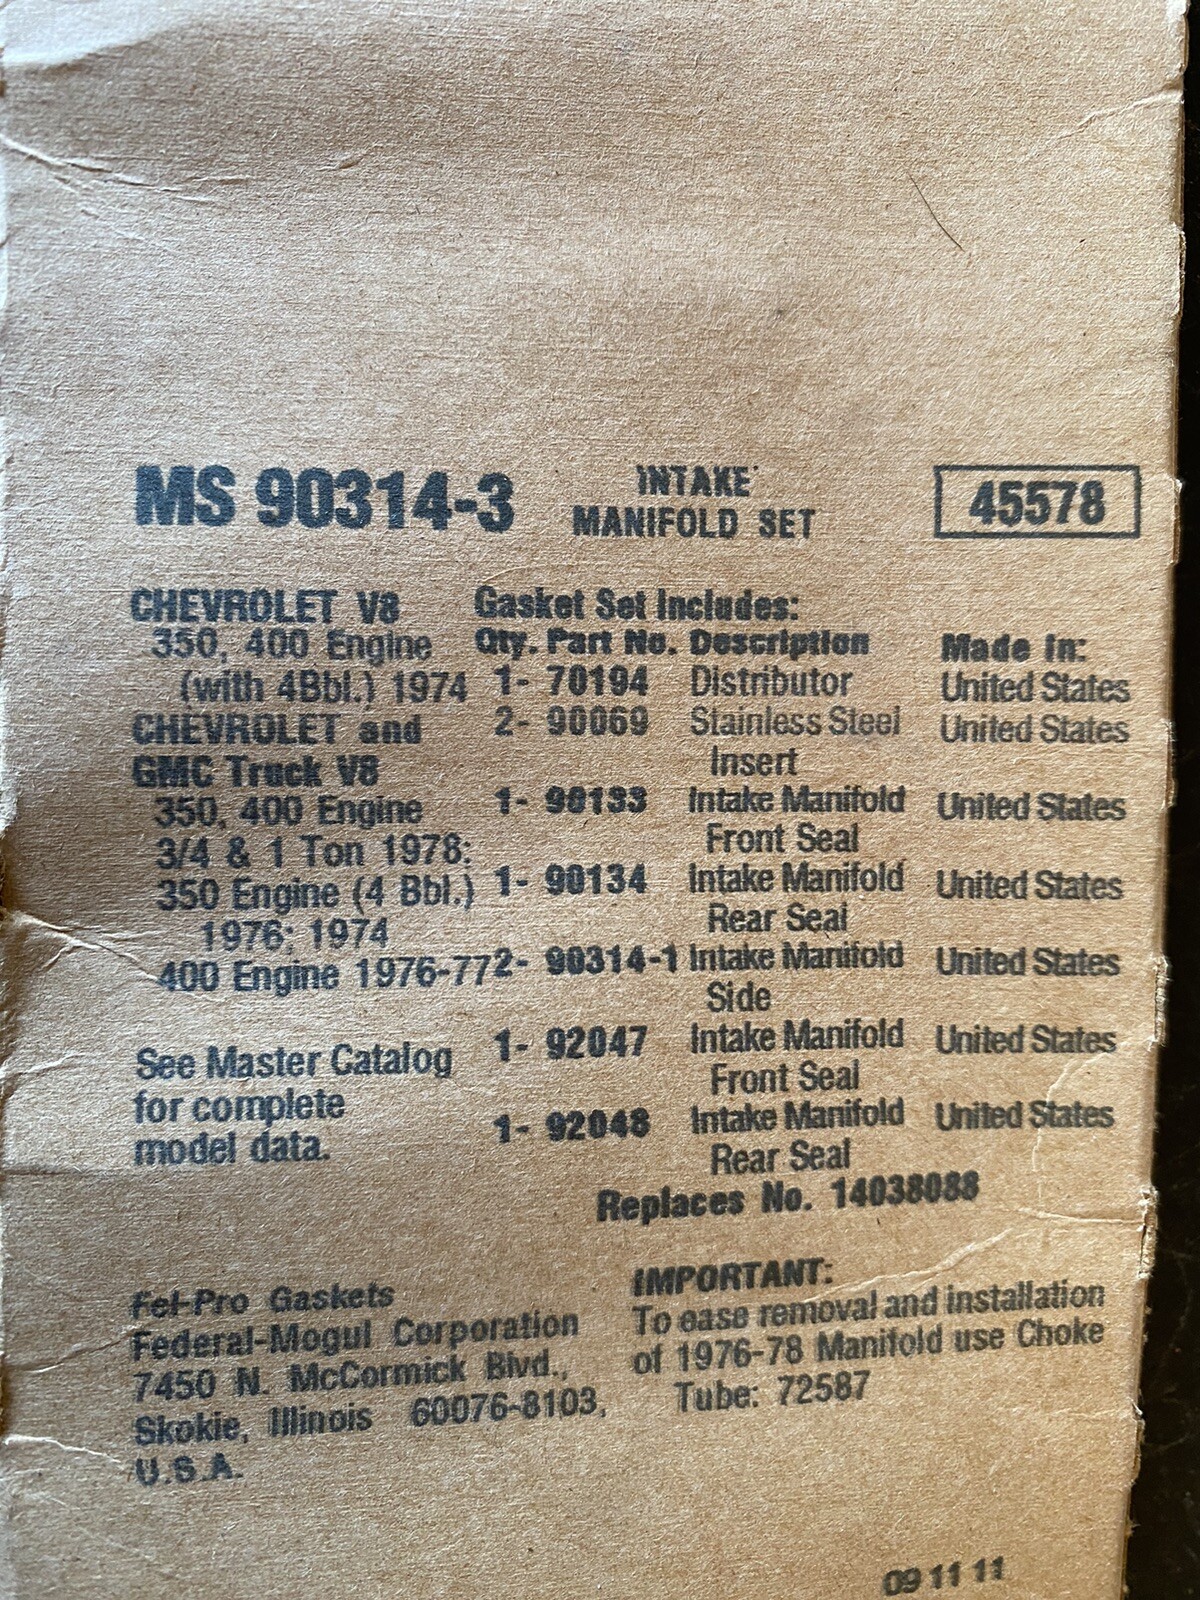 MS 90314-3 INTAKE MANIFOLD SET 45578
CHEVROLET V8
350, 400 Engine
(with 4Bbl.) 1974
CHEVROLET and
GMC Truck V8
350, 400 Engine
3/4 & 1 Ton 1978;
350 Engine (4 Bbl.)
1976; 1974
400 Engine 1976-77
See Master Catalog
for complete
model data.
Gasket Set Includes:
Qty. Part No. Description Made In:
1- 70194 Distributor United States
2- 90069 Stainless Steel United States
Insert
1- 90133 Intake Manifold United States
Front Seal
1- 90134 Intake Manifold United States
Rear Seal
2- 90314-1 Intake Manifold United States
Side
1- 92047 Intake Manifold United States
Front Seal
1- 92048 Intake Manifold United States
Rear Seal
Replaces No. 14038088
Fel-Pro Gaskets
Federal-Mogul Corporation
7450 N. McCormick Blvd.,
Skokie, Illinois 60076-8103,
U.S.A.
IMPORTANT:
To ease removal and installation
of 1976-78 Manifold use Choke
Tube: 72587
09 11 11